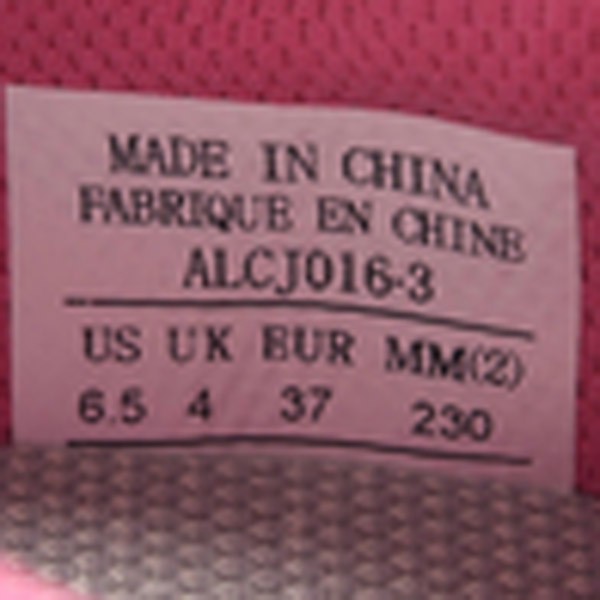 MADE IN CHINA
FABRIQUE EN CHINE
ALCJ016-3
US UK EUR MM(2)
6.5 4 37 230